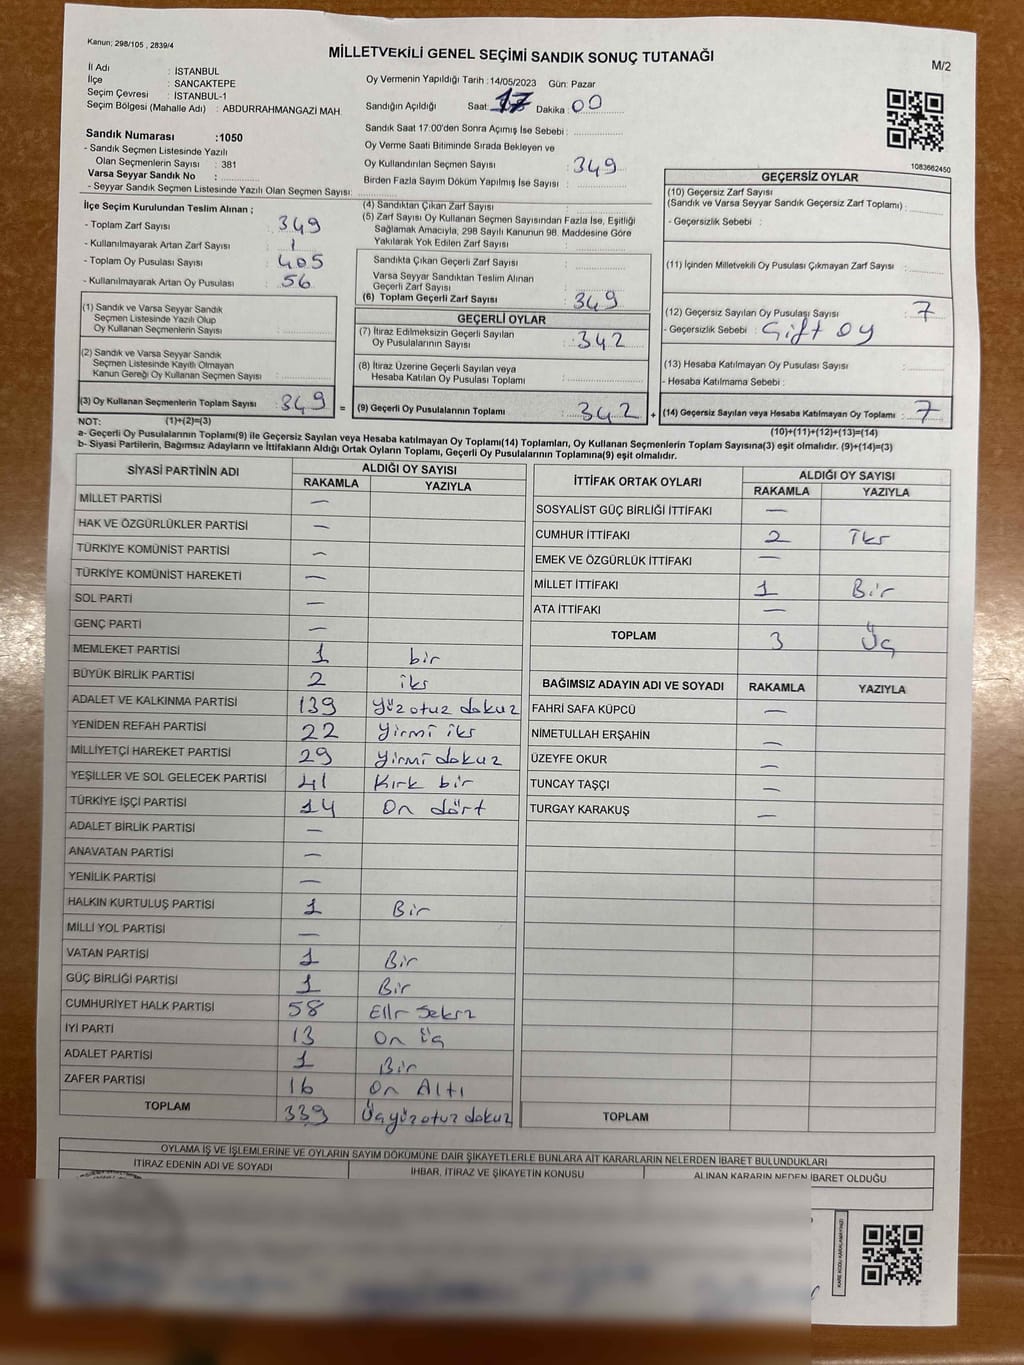 Kanun; 298/105 , 2839/4
MİLLETVEKİLİ GENEL SEÇİMİ SANDIK SONUÇ TUTANAĞI
M/2
İl Adı : İSTANBUL
İlçe : SANCAKTEPE
Seçim Çevresi : İSTANBUL-1
Seçim Bölgesi (Mahalle Adı) : ABDURRAHMANGAZİ MAH.
Oy Vermenin Yapıldığı Tarih : 14/05/2023 Gün: Pazar
Sandığın Açıldığı Saat: 17 Dakika: 00
Sandık Saat 17:00'den Sonra Açımış İse Sebebi :
Oy Verme Saati Bitiminde Sırada Bekleyen ve
Oy Kullandırılan Seçmen Sayısı : 349
Birden Fazla Sayım Döküm Yapılmış İse Sayısı :
Sandık Numarası :1050
- Sandık Seçmen Listesinde Yazılı
Olan Seçmenlerin Sayısı : 381
Varsa Seyyar Sandık No :
- Seyyar Sandık Seçmen Listesinde Yazılı Olan Seçmen Sayısı:
1083662450
İlçe Seçim Kurulundan Teslim Alınan ;
- Toplam Zarf Sayısı : 349
- Kullanılmayarak Artan Zarf Sayısı : 1
- Toplam Oy Pusulası Sayısı : 405
- Kullanılmayarak Artan Oy Pusulası : 56
(1) Sandık ve Varsa Seyyar Sandık
Seçmen Listesinde Yazılı Olup
Oy Kullanan Seçmenlerin Sayısı :
(2) Sandık ve Varsa Seyyar Sandık
Seçmen Listesinde Kayıtlı Olmayan
Kanun Gereği Oy Kullanan Seçmen Sayısı :
(3) Oy Kullanan Seçmenlerin Toplam Sayısı : 349 =
(4) Sandıktan Çıkan Zarf Sayısı :
(5) Zarf Sayısı Oy Kullanan Seçmen Sayısından Fazla İse, Eşitliği
Sağlamak Amacıyla, 298 Sayılı Kanunun 98. Maddesine Göre
Yakılarak Yok Edilen Zarf Sayısı :
Sandıkta Çıkan Geçerli Zarf Sayısı :
Varsa Seyyar Sandıktan Teslim Alınan
Geçerli Zarf Sayısı :
(6) Toplam Geçerli Zarf Sayısı : 349
GEÇERLİ OYLAR
(7) İtiraz Edilmeksizin Geçerli Sayılan
Oy Pusulalarının Sayısı : 342
(8) İtiraz Üzerine Geçerli Sayılan veya
Hesaba Katılan Oy Pusulası Toplamı :
(9) Geçerli Oy Pusulalarının Toplamı : 342 +
GEÇERSİZ OYLAR
(10) Geçersiz Zarf Sayısı
(Sandık ve Varsa Seyyar Sandık Geçersiz Zarf Toplamı) :
- Geçersizlik Sebebi :
(11) İçinden Milletvekili Oy Pusulası Çıkmayan Zarf Sayısı :
(12) Geçersiz Sayılan Oy Pusulası Sayısı : 7
- Geçersizlik Sebebi : Çift oy
(13) Hesaba Katılmayan Oy Pusulası Sayısı :
- Hesaba Katılmama Sebebi :
(14) Geçersiz Sayılan veya Hesaba Katılmayan Oy Toplamı : 7
NOT: (1)+(2)=(3)
(10)+(11)+(12)+(13)=(14)
a- Geçerli Oy Pusulalarının Toplamı(9) ile Geçersiz Sayılan veya Hesaba katılmayan Oy Toplamı(14) Toplamları, Oy Kullanan Seçmenlerin Toplam Sayısına(3) eşit olmalıdır. (9)+(14)=(3)
b- Siyasi Partilerin, Bağımsız Adayların ve İttifakların Aldığı Ortak Oyların Toplamı, Geçerli Oy Pusulalarının Toplamına(9) eşit olmalıdır.
SİYASİ PARTİNİN ADI ALDIĞI OY SAYISI
RAKAMLA YAZIYLA
MİLLET PARTİSİ —
HAK VE ÖZGÜRLÜKLER PARTİSİ —
TÜRKİYE KOMÜNİST PARTİSİ —
TÜRKİYE KOMÜNİST HAREKETİ —
SOL PARTİ —
GENÇ PARTİ —
MEMLEKET PARTİSİ 1 bir
BÜYÜK BİRLİK PARTİSİ 2 iki
ADALET VE KALKINMA PARTİSİ 139 Yüzotuz dokuz
YENİDEN REFAH PARTİSİ 22 Yirmi iki
MİLLİYETÇİ HAREKET PARTİSİ 29 Yirmi dokuz
YEŞİLLER VE SOL GELECEK PARTİSİ 41 Kırk bir
TÜRKİYE İŞÇİ PARTİSİ 14 On dört
ADALET BİRLİK PARTİSİ —
ANAVATAN PARTİSİ —
YENİLİK PARTİSİ —
HALKIN KURTULUŞ PARTİSİ 1 Bir
MİLLİ YOL PARTİSİ —
VATAN PARTİSİ 1 Bir
GÜÇ BİRLİĞİ PARTİSİ 1 Bir
CUMHURİYET HALK PARTİSİ 58 Elli Sekiz
İYİ PARTİ 13 On üç
ADALET PARTİSİ 1 Bir
ZAFER PARTİSİ 16 On Altı
TOPLAM 339 Üçyüzotuz dokuz
İTTİFAK ORTAK OYLARI ALDIĞI OY SAYISI
RAKAMLA YAZIYLA
SOSYALİST GÜÇ BİRLİĞİ İTTİFAKI —
CUMHUR İTTİFAKI 2 İki
EMEK VE ÖZGÜRLÜK İTTİFAKI —
MİLLET İTTİFAKI 1 Bir
ATA İTTİFAKI —
TOPLAM 3 Üç
BAĞIMSIZ ADAYIN ADI VE SOYADI RAKAMLA YAZIYLA
FAHRİ SAFA KÜPCÜ —
NİMETULLAH ERŞAHİN —
ÜZEYFE OKUR —
TUNCAY TAŞÇI —
TURGAY KARAKUŞ —
TOPLAM
OYLAMA İŞ VE İŞLEMLERİNE VE OYLARIN SAYIM DÖKÜMÜNE DAİR ŞİKAYETLERLE BUNLARA AİT KARARLARIN NELERDEN İBARET BULUNDUKLARI
İTİRAZ EDENİN ADI VE SOYADI İHBAR, İTİRAZ VE ŞİKAYETİN KONUSU ALINAN KARARIN NEDEN İBARET OLDUĞU
KARE KODU KARALAMAYINIZ!